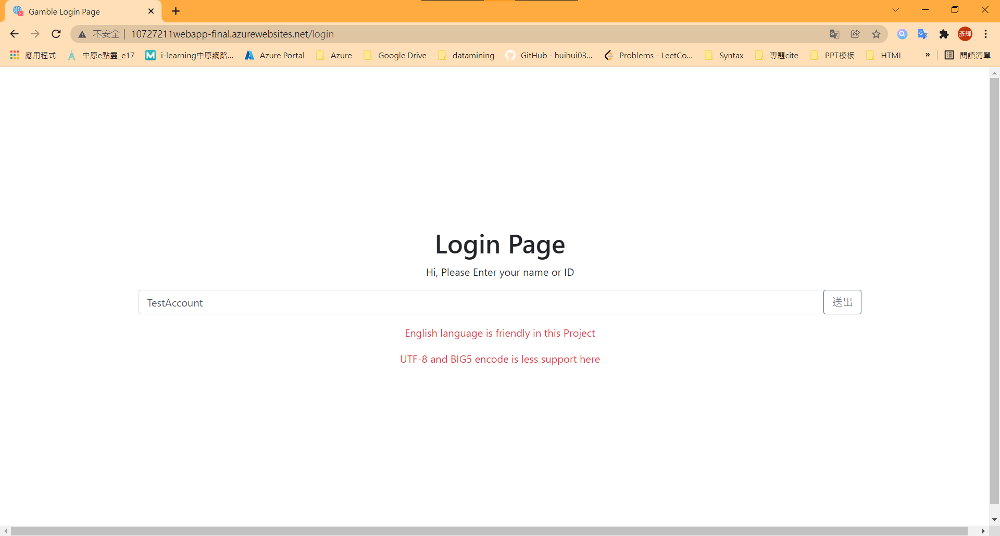 Gamble Login Page
不安全 | 10727211webapp-final.azurewebsites.net/login
彥輝
應用程式 中原e點靈_e17 i-learning中原網路... Azure Portal Azure Google Drive datamining GitHub - huihui03... Problems - LeetCo... Syntax 專題cite PPT模板 HTML » 閱讀清單
Login Page
Hi, Please Enter your name or ID
TestAccount 送出
English language is friendly in this Project
UTF-8 and BIG5 encode is less support here